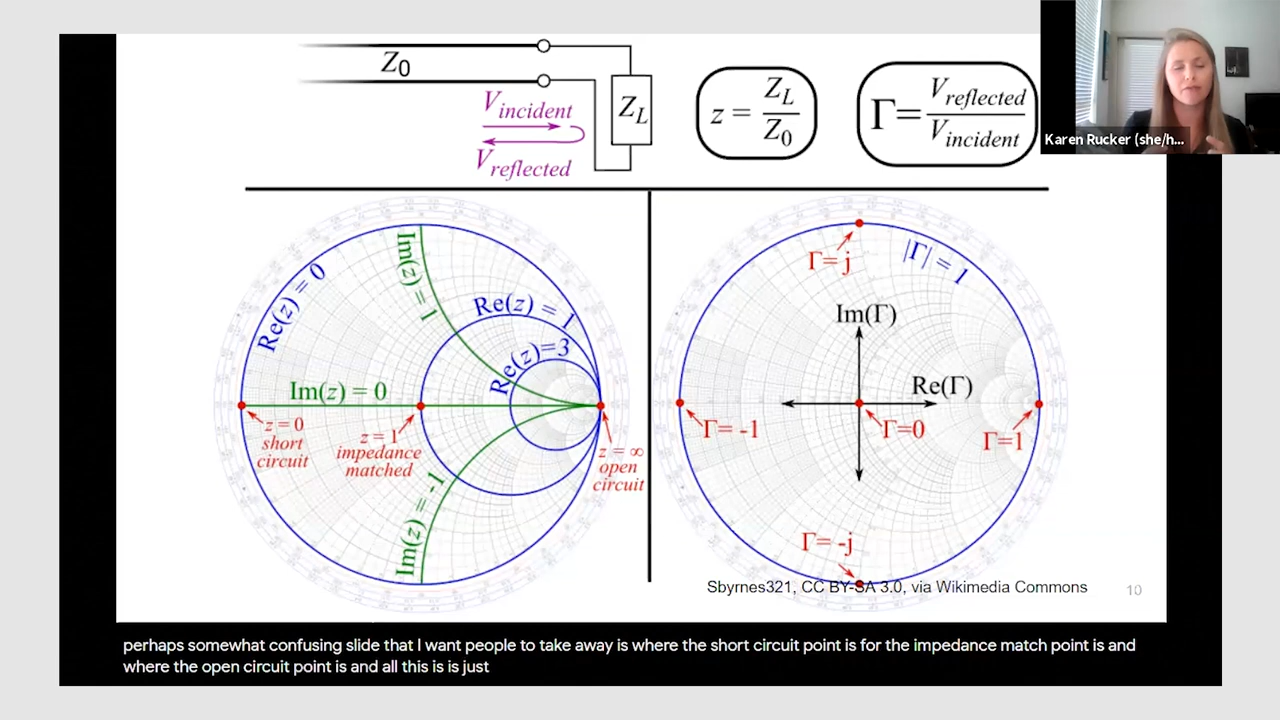 Z0
Vincident
Vreflected
ZL
z = ZL/Z0
Γ= Vreflected/Vincident
Karen Rucker (she/h...
Re(z) = 0
Im(z) = 1
Re(z) = 1
Re(z)=3
Im(z) = 0
z = 0
short
circuit
z = 1
impedance
matched
z = ∞
open
circuit
Im(z) = -1
Γ= j
|Γ| = 1
Im(Γ)
Re(Γ)
Γ= -1
Γ=0
Γ=1
Γ= -j
Sbyrnes321, CC BY-SA 3.0, via Wikimedia Commons
10
perhaps somewhat confusing slide that I want people to take away is where the short circuit point is for the impedance match point is and
where the open circuit point is and all this is is just